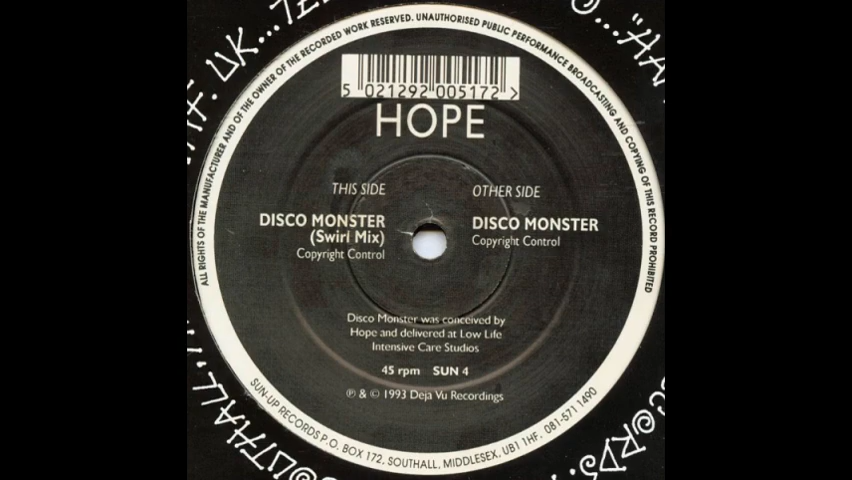 ALL RIGHTS OF THE MANUFACTURER AND OF THE OWNER OF THE RECORDED WORK RESERVED. UNAUTHORISED PUBLIC PERFORMANCE BROADCASTING AND COPYING OF THIS RECORD PROHIBITED
5 021292 005172 >
HOPE
THIS SIDE
DISCO MONSTER
(Swirl Mix)
Copyright Control
OTHER SIDE
DISCO MONSTER
Copyright Control
Disco Monster was conceived by
Hope and delivered at Low Life
Intensive Care Studios
45 rpm SUN 4
℗ & © 1993 Deja Vu Recordings
SUN-UP RECORDS P.O. BOX 172, SOUTHALL, MIDDLESEX, UB1 1HF. 081-571 1490
UK...